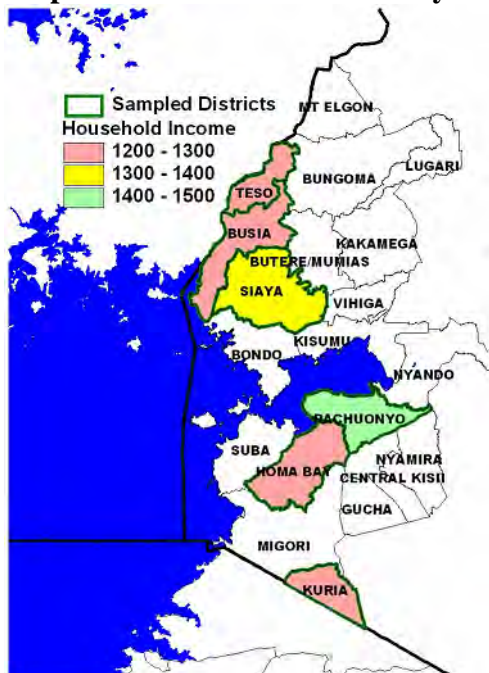 Sampled Districts
Household Income
1200 - 1300
1300 - 1400
1400 - 1500
MT ELGON
LUGARI
BUNGOMA
TESO
BUSIA
KAKAMEGA
BUTERE/MUMIAS
SIAYA
VIHIGA
KISUMU
BONDO
NYANDO
RACHUONYO
SUBA
NYAMIRA
HOMA BAY
CENTRAL KISII
GUCHA
MIGORI
KURIA